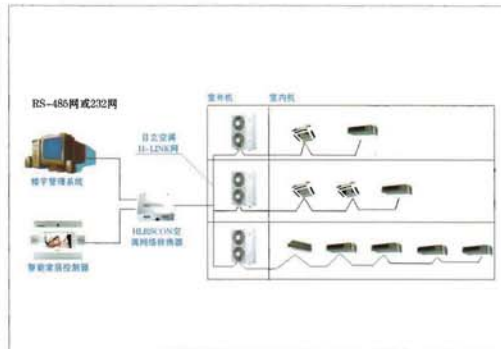 RS-485网或232网
室外机
室内机
日立空调
H-LINK网
楼宇管理系统
HLRISCON空
调网络转换器
智能家居控制器